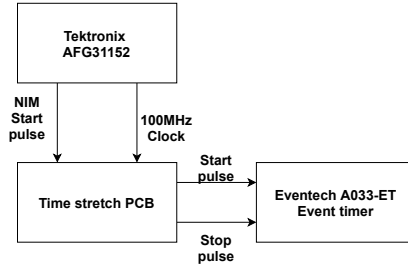 Tektronix
AFG31152
NIM
Start
pulse
100MHz
Clock
Time stretch PCB
Start
pulse
Stop
pulse
Eventech A033-ET
Event timer